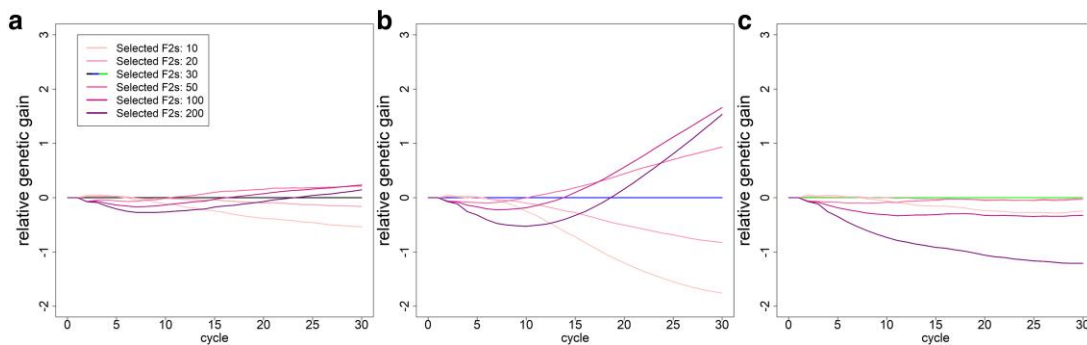 a
relative genetic gain
3
2
1
0
-1
-2
Selected F2s: 10
Selected F2s: 20
Selected F2s: 30
Selected F2s: 50
Selected F2s: 100
Selected F2s: 200
0 5 10 15 20 25 30
cycle
b
relative genetic gain
3
2
1
0
-1
-2
0 5 10 15 20 25 30
cycle
c
relative genetic gain
3
2
1
0
-1
-2
0 5 10 15 20 25 30
cycle